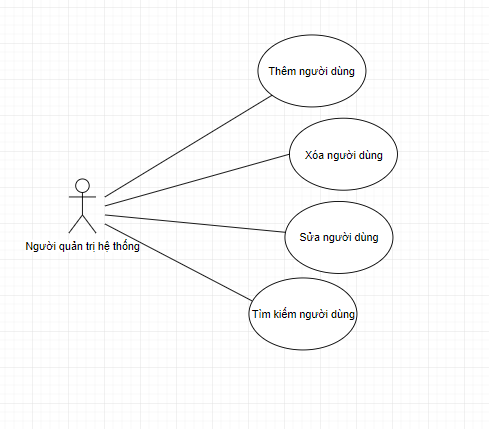 Thêm người dùng
Xóa người dùng
Sửa người dùng
Tìm kiếm người dùng
Người quản trị hệ thống